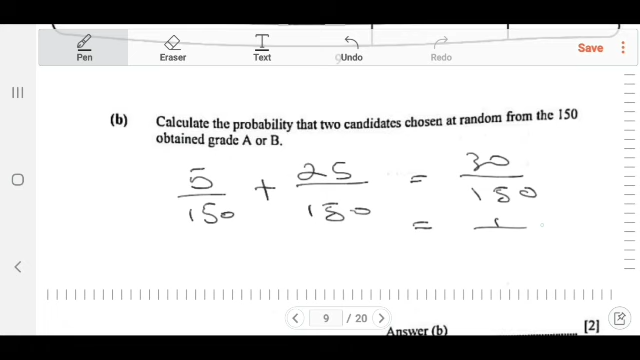 Pen
Eraser
Text
Undo
Redo
Save
(b) Calculate the probability that two candidates chosen at random from the 150
obtained grade A or B.
5/150 + 25/150 = 30/150
= 1
9 / 20
Answer (b) ........................ [2]